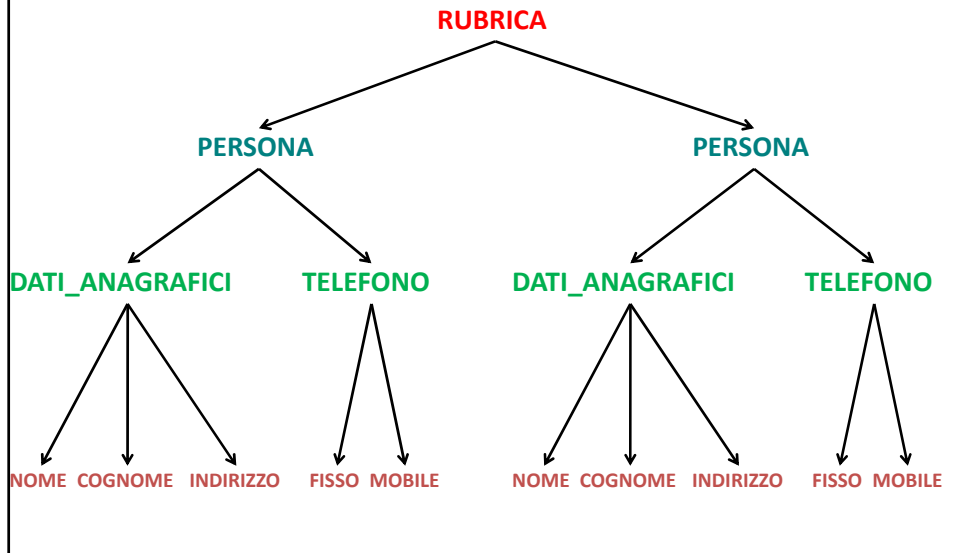 RUBRICA
PERSONA PERSONA
DATI_ANAGRAFICI TELEFONO DATI_ANAGRAFICI TELEFONO
NOME COGNOME INDIRIZZO FISSO MOBILE NOME COGNOME INDIRIZZO FISSO MOBILE